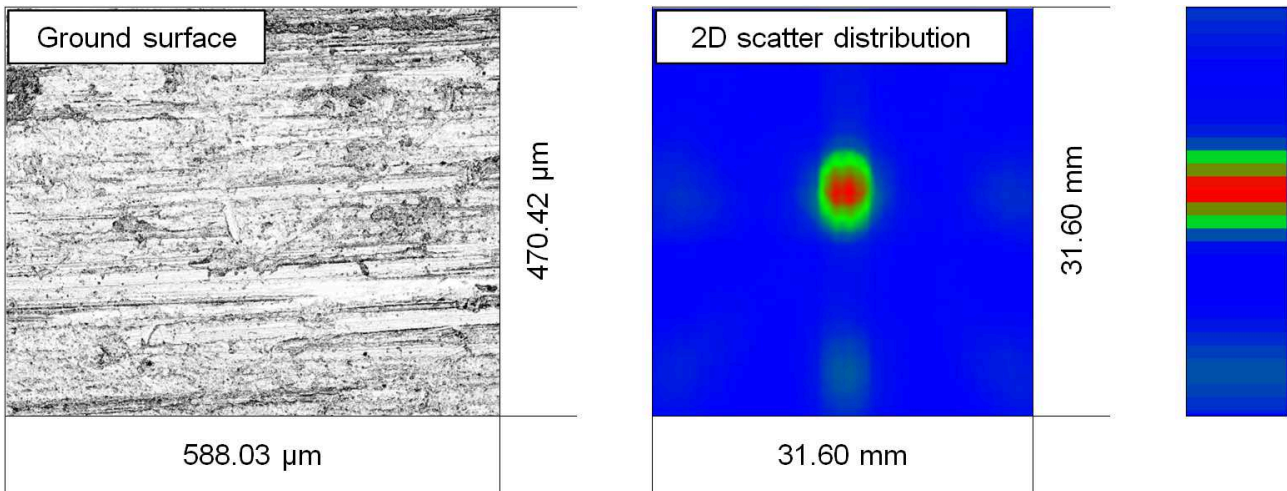 Ground surface
470.42 µm
588.03 µm
2D scatter distribution
31.60 mm
31.60 mm